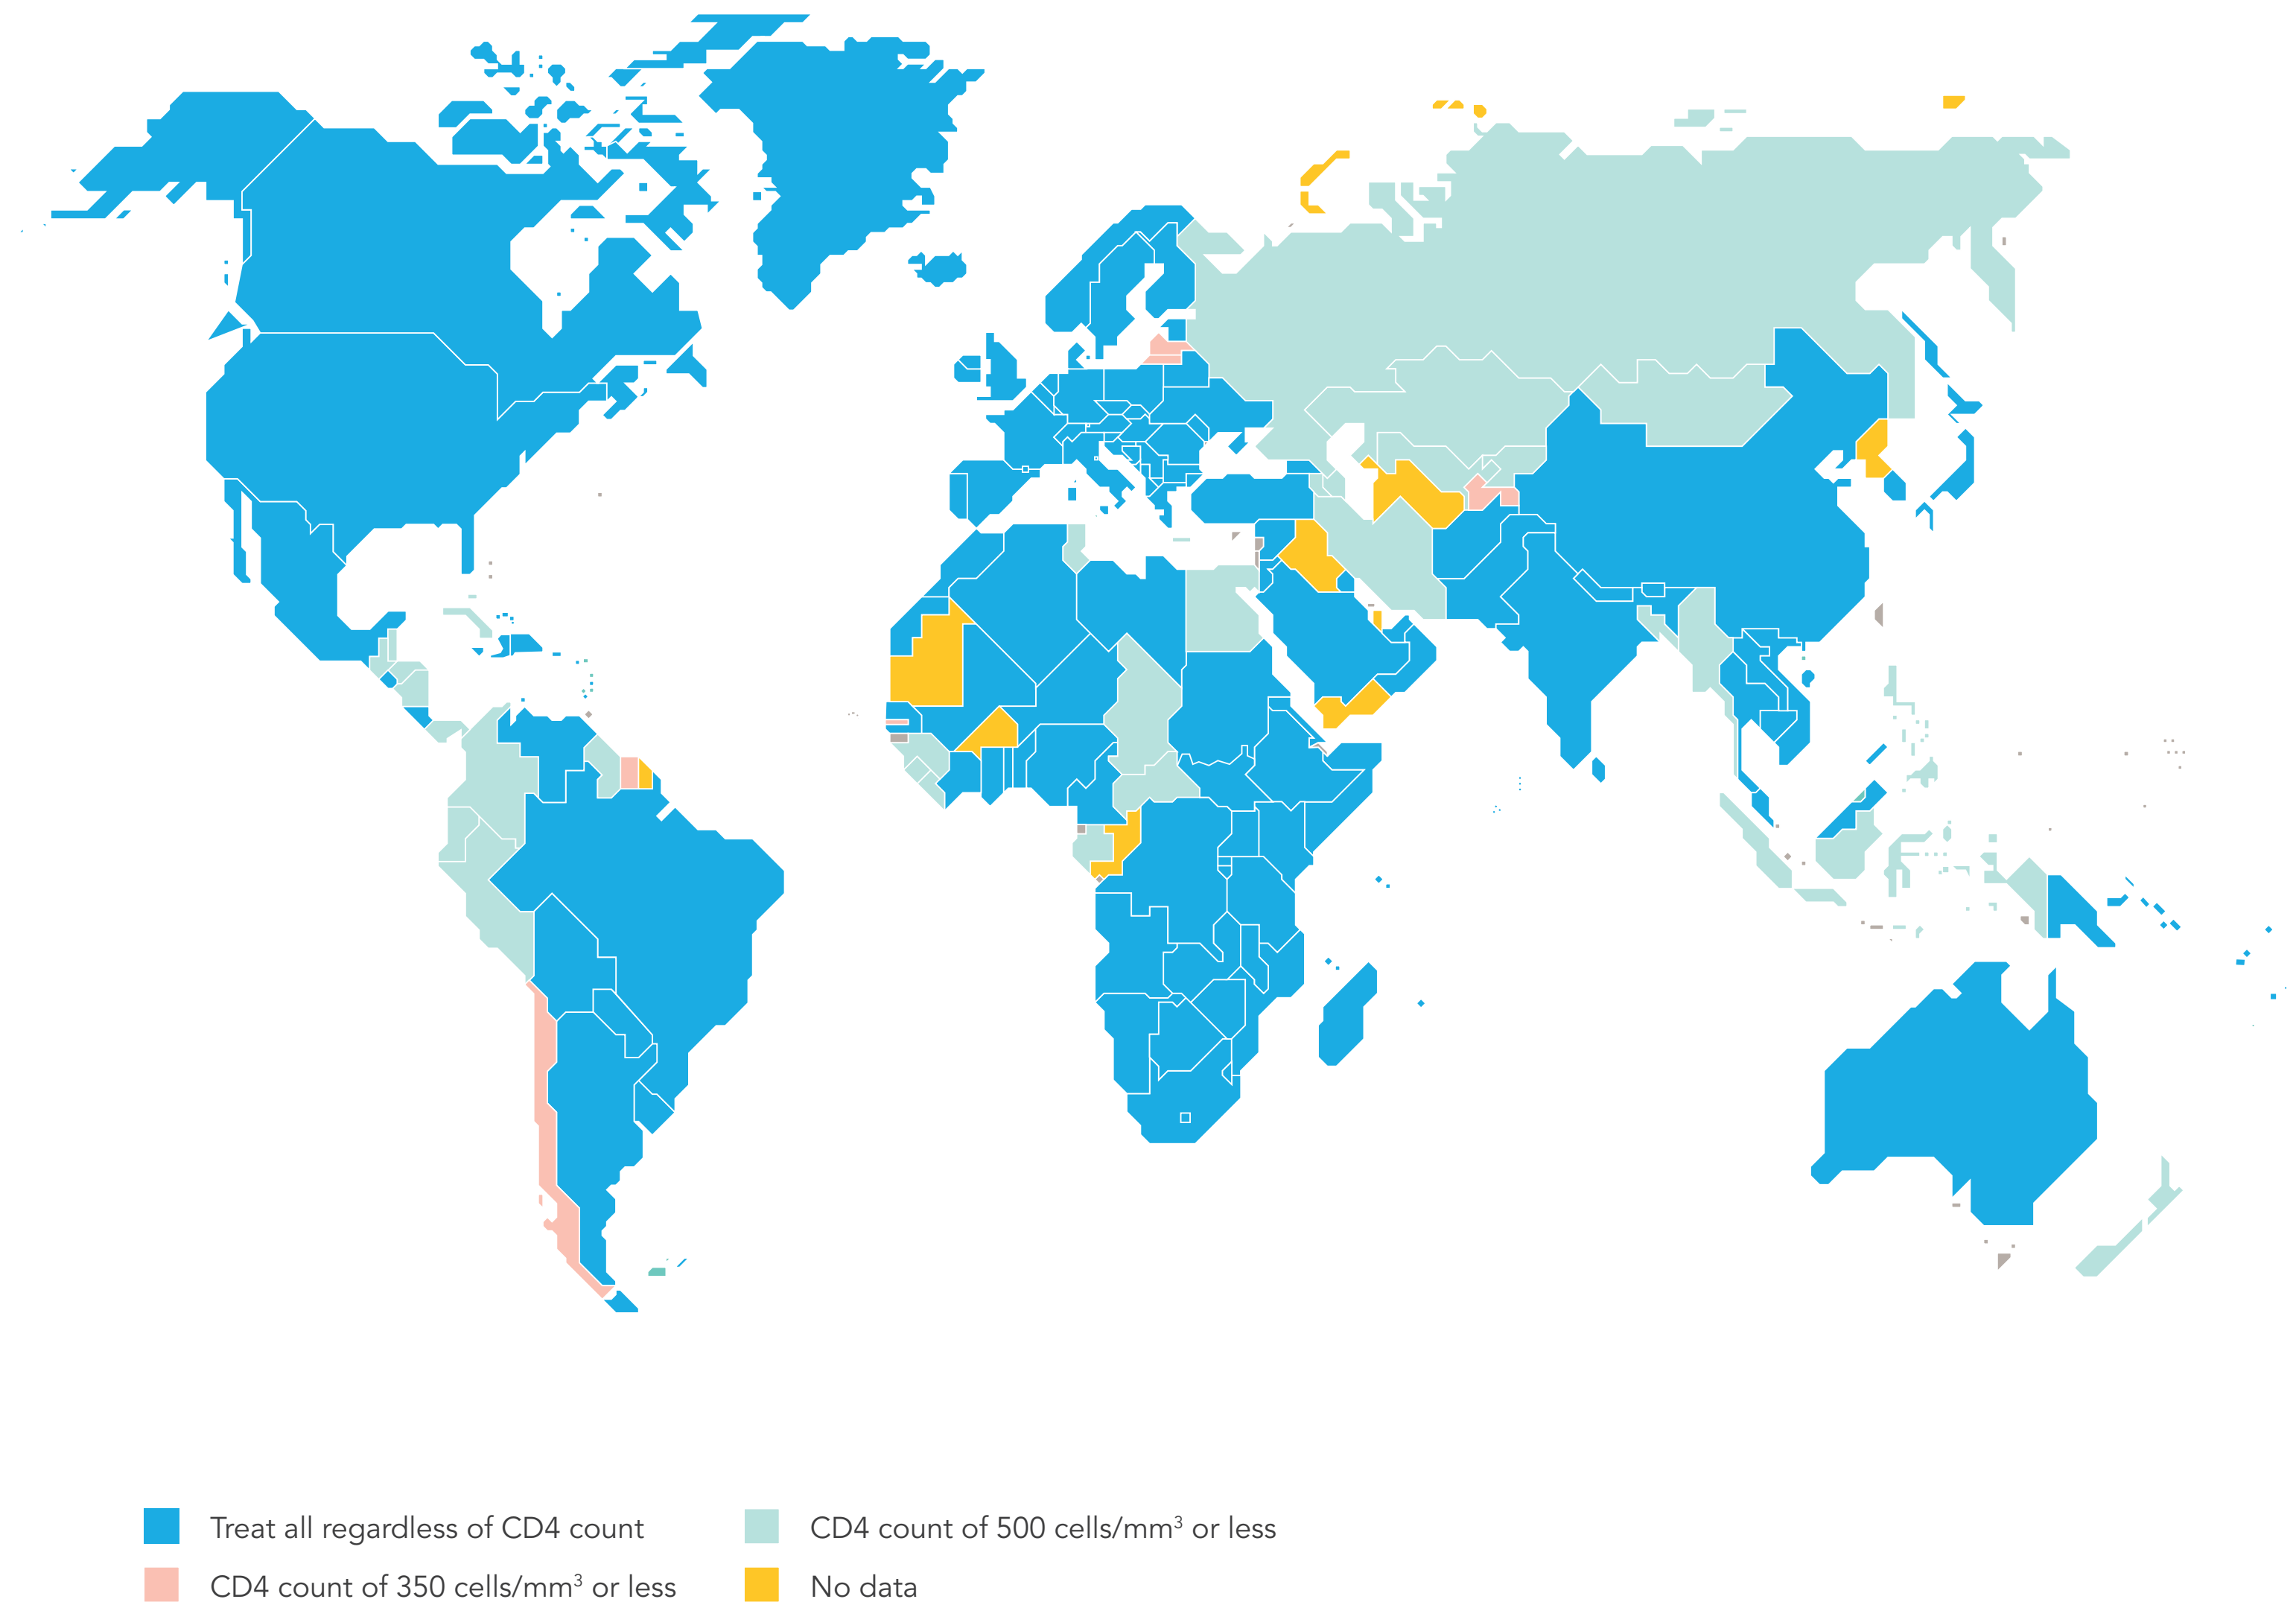 Treat all regardless of CD4 count
CD4 count of 500 cells/mm³ or less
CD4 count of 350 cells/mm³ or less
No data